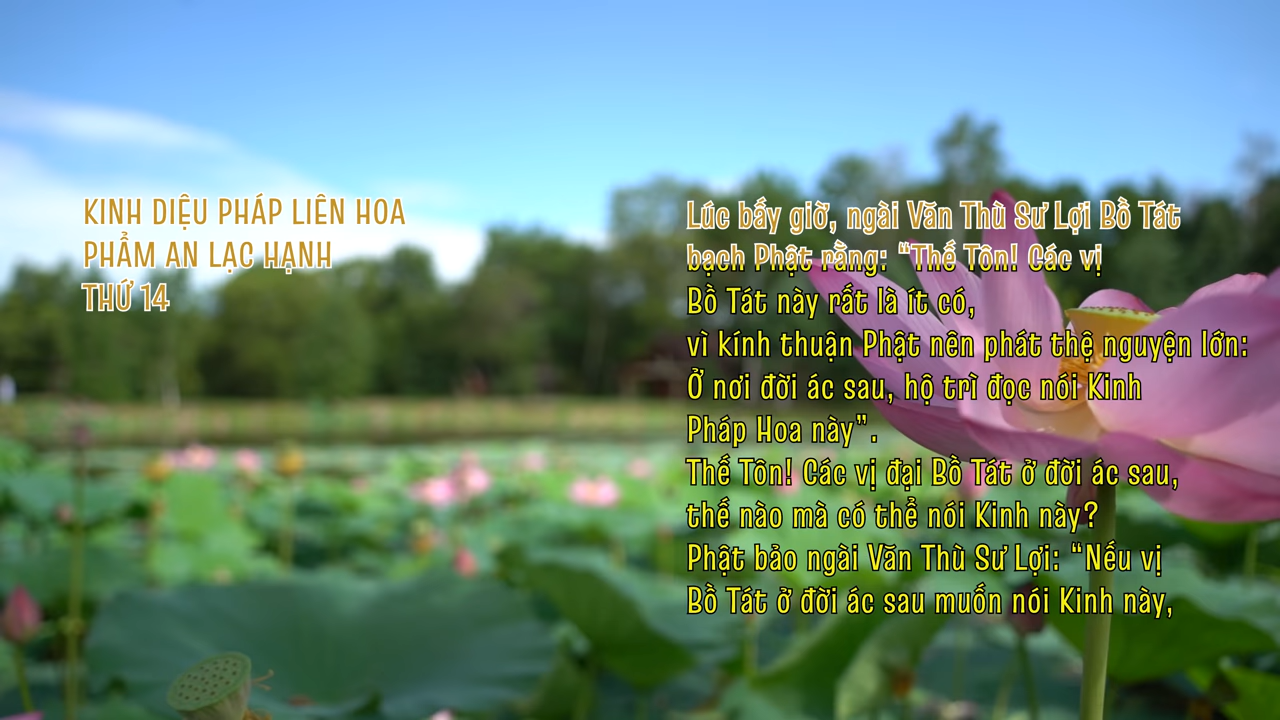 KINH DIỆU PHÁP LIÊN HOA
PHẨM AN LẠC HẠNH
THỨ 14
Lúc bấy giờ, ngài Văn Thù Sư Lợi Bồ Tát
bạch Phật rằng: “Thế Tôn! Các vị
Bồ Tát này rất là ít có,
vì kính thuận Phật nên phát thệ nguyện lớn:
Ở nơi đời ác sau, hộ trì đọc nói Kinh
Pháp Hoa này”.
Thế Tôn! Các vị đại Bồ Tát ở đời ác sau,
thế nào mà có thể nói Kinh này?
Phật bảo ngài Văn Thù Sư Lợi: “Nếu vị
Bồ Tát ở đời ác sau muốn nói Kinh này,